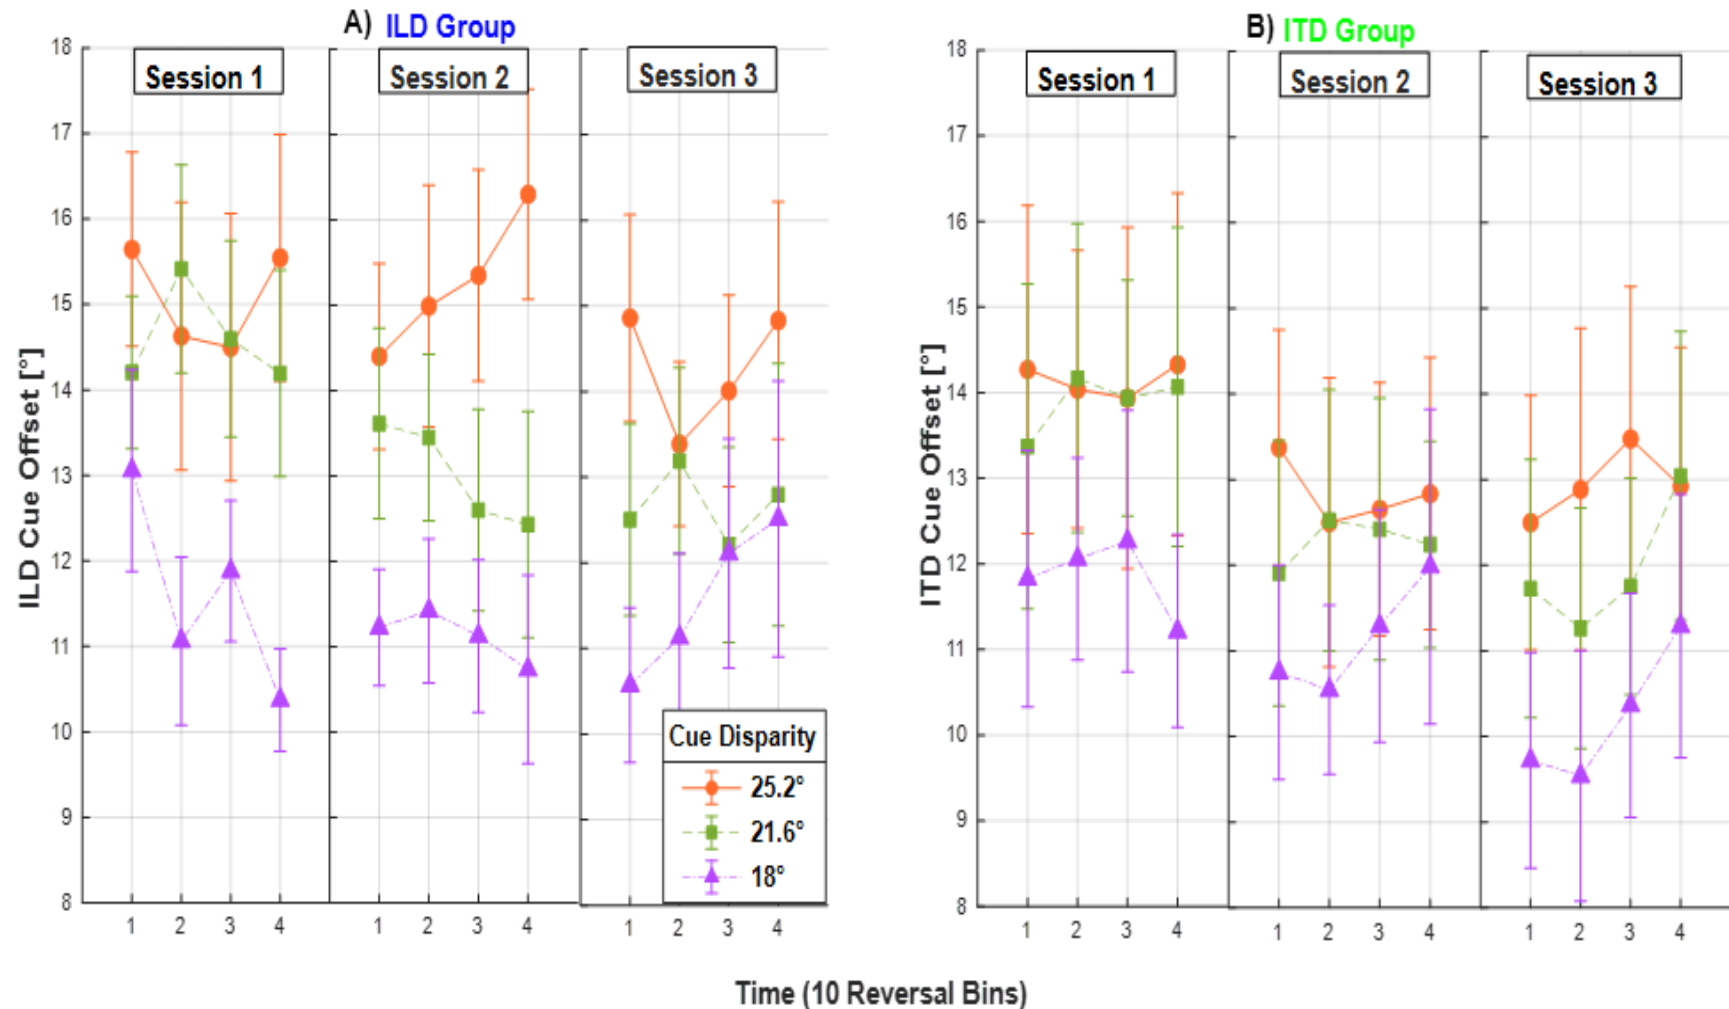 A) ILD Group
B) ITD Group
Session 1
Session 2
Session 3
Session 1
Session 2
Session 3
ILD Cue Offset [°]
18
17
16
15
14
13
12
11
10
9
8
1 2 3 4
1 2 3 4
1 2 3 4
Cue Disparity
25.2°
21.6°
18°
ITD Cue Offset [°]
18
17
16
15
14
13
12
11
10
9
8
1 2 3 4
1 2 3 4
1 2 3 4
Time (10 Reversal Bins)